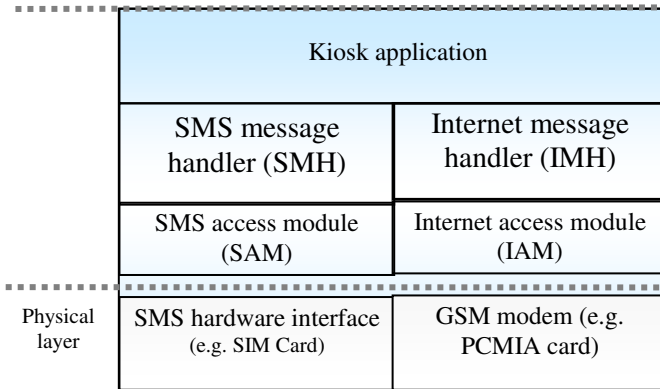 Kiosk application
SMS message
handler (SMH)
Internet message
handler (IMH)
SMS access module
(SAM)
Internet access module
(IAM)
Physical
layer
SMS hardware interface
(e.g. SIM Card)
GSM modem (e.g.
PCMIA card)